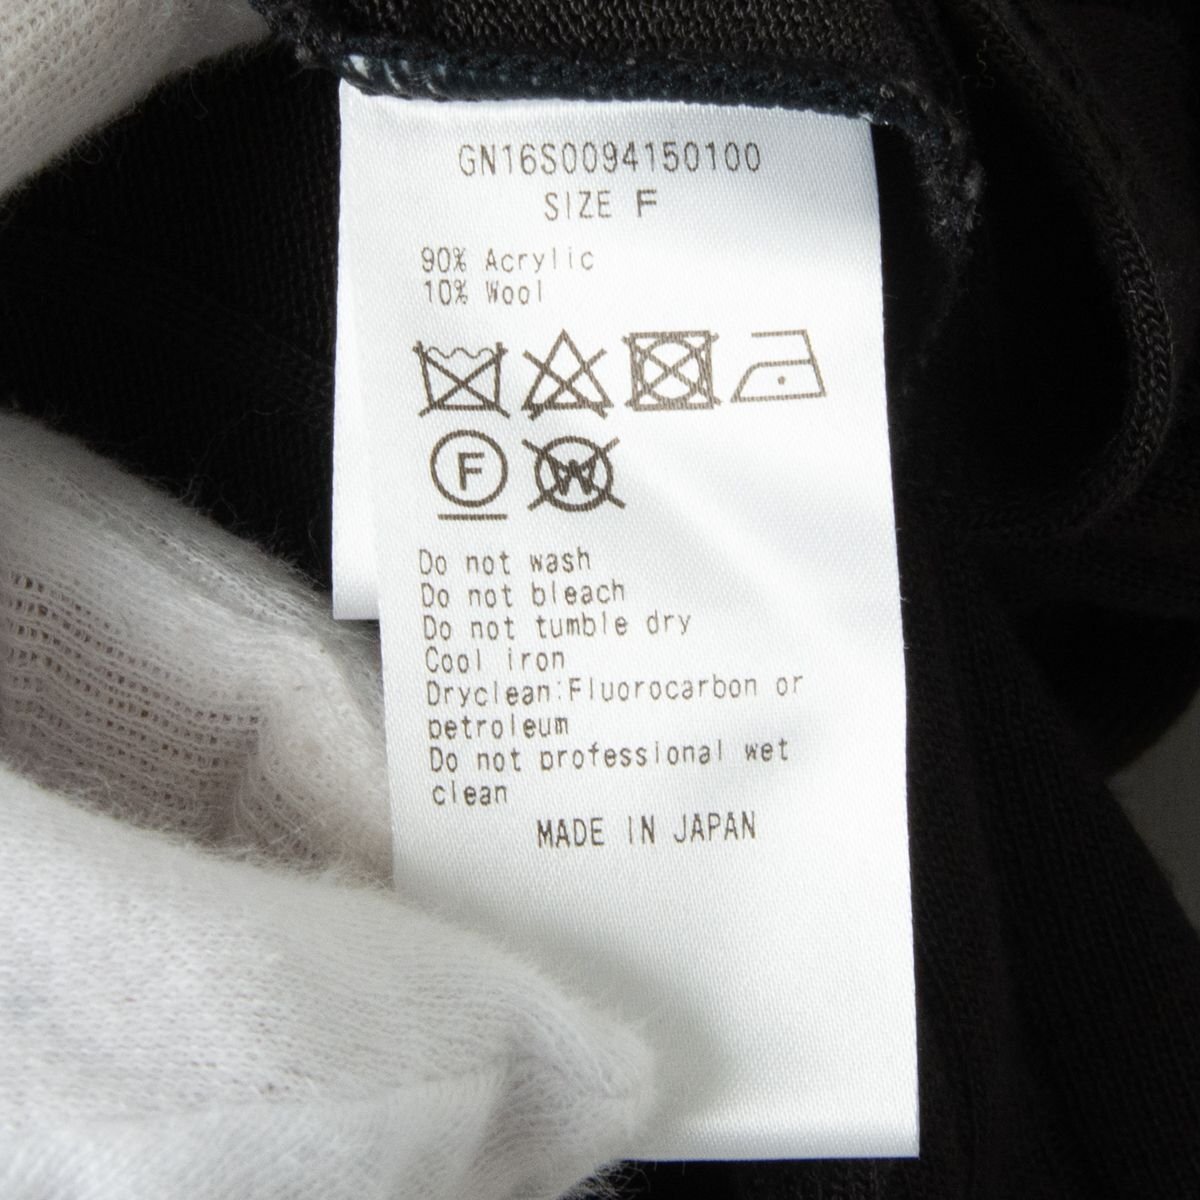 GN16S0094150100
SIZE F
90% Acrylic
10% Wool
F W
Do not wash
Do not bleach
Do not tumble dry
Cool iron
Dryclean:Fluorocarbon or
petroleum
Do not professional wet
clean
MADE IN JAPAN